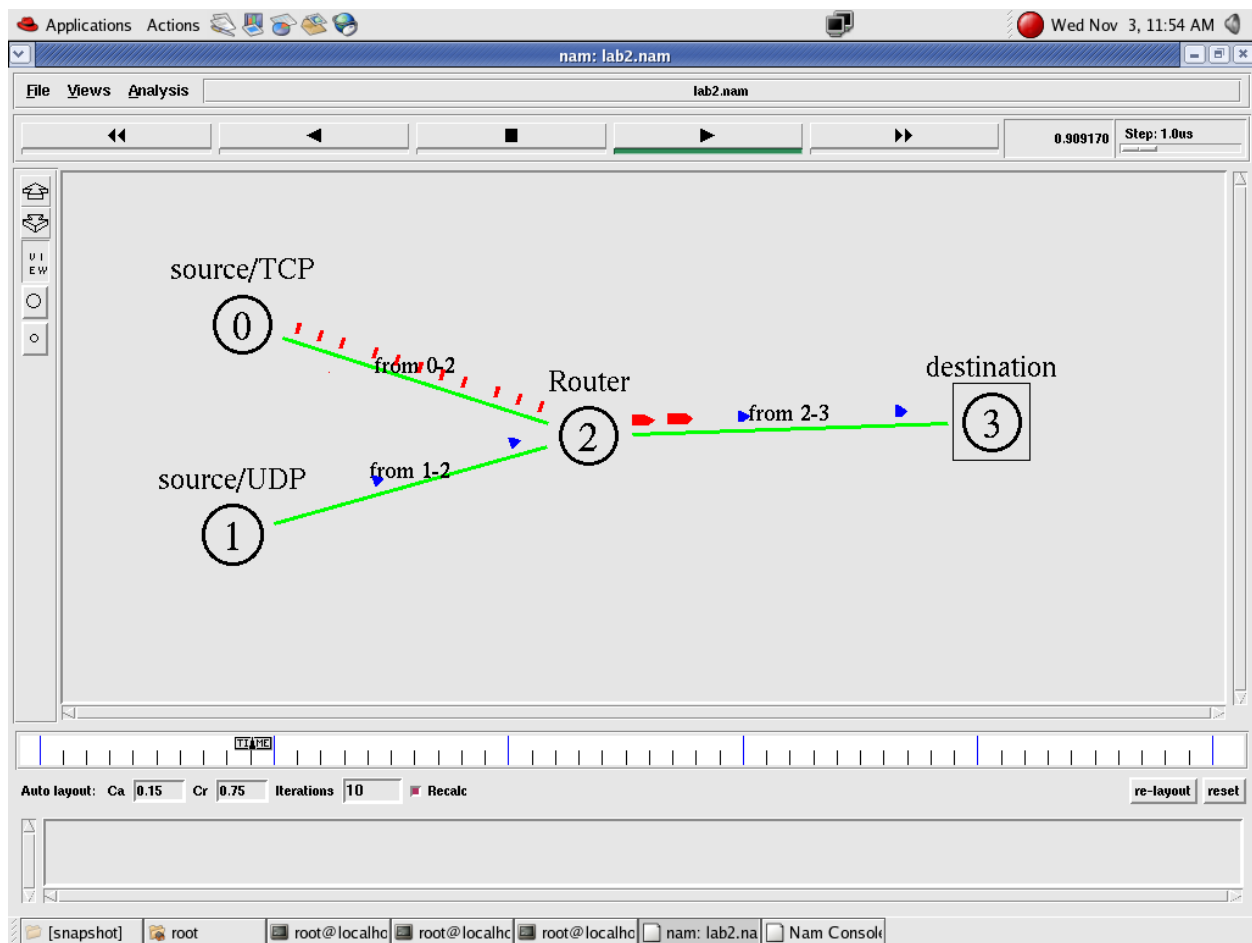 Applications Actions Wed Nov 3, 11:54 AM
nam: lab2.nam
File Views Analysis lab2.nam
0.909170 Step: 1.0us
VI
EW
source/TCP
0
from 0-2
Router
2
destination
3
from 2-3
source/UDP
from 1-2
1
TIME
Auto layout: Ca 0.15 Cr 0.75 Iterations 10 Recalc re-layout reset
[snapshot] root root@localho root@localho root@localho nam: lab2.na Nam Console